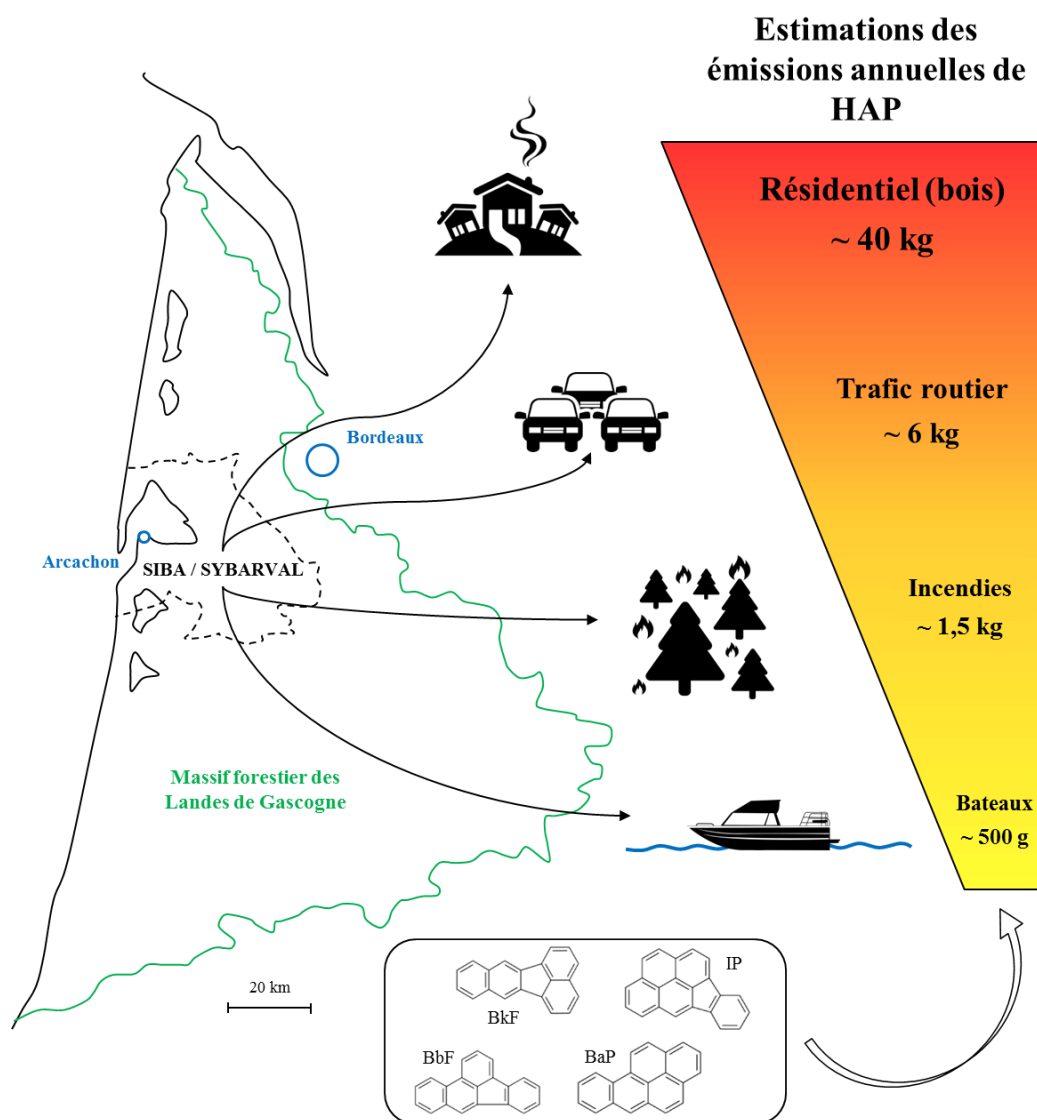 Estimations des
émissions annuelles de
HAP
Résidentiel (bois)
~ 40 kg
Trafic routier
~ 6 kg
Bordeaux
Arcachon
SIBA / SYBARVAL
Incendies
~ 1,5 kg
Massif forestier des
Landes de Gascogne
Bateaux
~ 500 g
20 km
BkF
IP
BbF
BaP